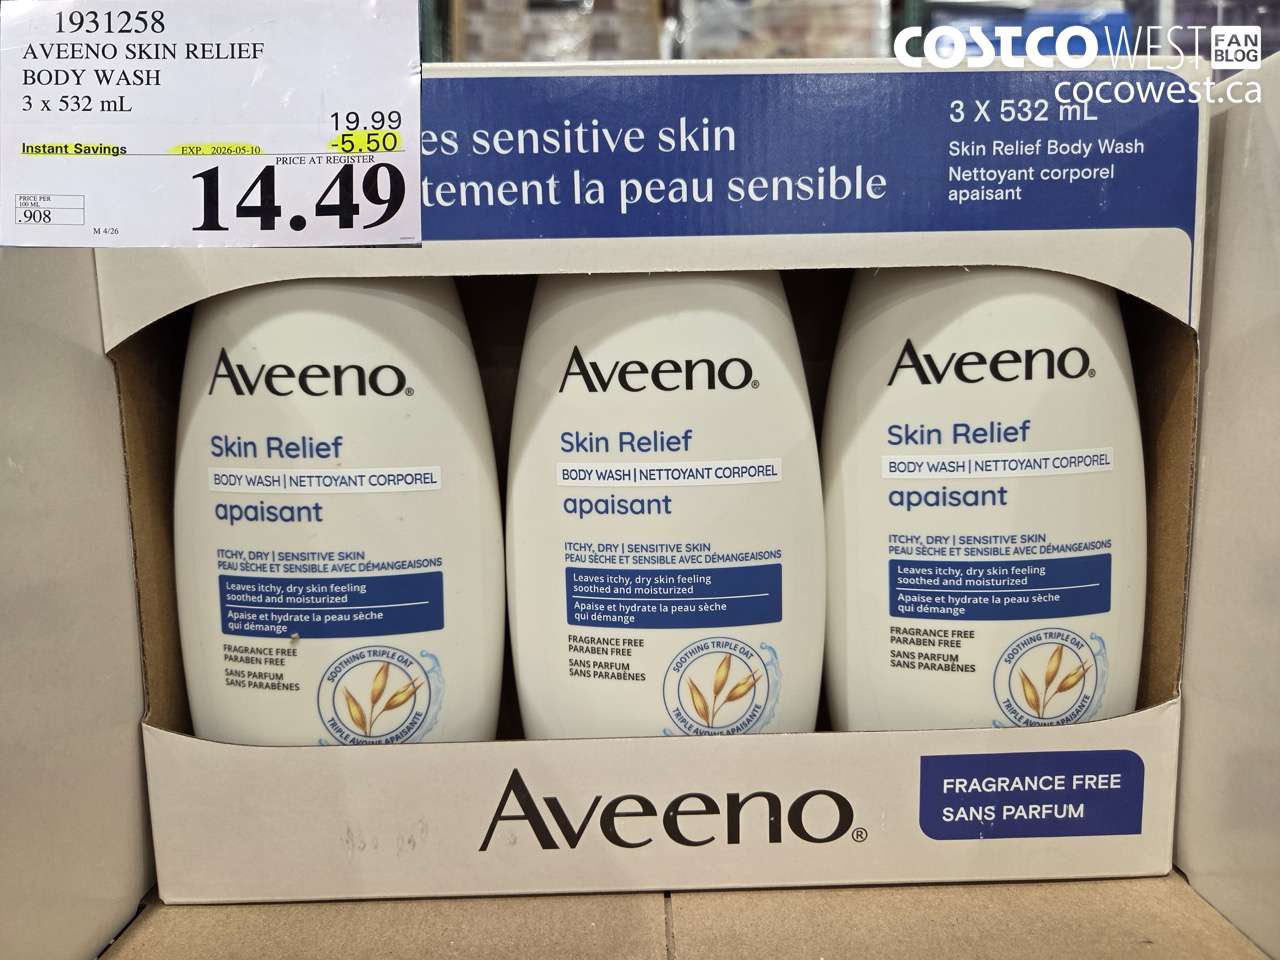 1931258
AVEENO SKIN RELIEF
BODY WASH
3 x 532 mL
19.99
Instant Savings EXP. 2026-05-10 -5.50
PRICE AT REGISTER
14.49
PRICE PER
100 ML
.908
M 4/26
COSTCO WEST FAN BLOG
cocowest.ca
es sensitive skin
tement la peau sensible
3 X 532 mL
Skin Relief Body Wash
Nettoyant corporel
apaisant
Aveeno®
Skin Relief
BODY WASH | NETTOYANT CORPOREL
apaisant
ITCHY, DRY | SENSITIVE SKIN
PEAU SÈCHE ET SENSIBLE AVEC DÉMANGEAISONS
Leaves itchy, dry skin feeling
soothed and moisturized
Apaise et hydrate la peau sèche
qui démange
FRAGRANCE FREE
PARABEN FREE
SANS PARFUM
SANS PARABÈNES
SOOTHING TRIPLE OAT
TRIPLE AVOINE APAISANTE
Aveeno®
Skin Relief
BODY WASH | NETTOYANT CORPOREL
apaisant
ITCHY, DRY | SENSITIVE SKIN
PEAU SÈCHE ET SENSIBLE AVEC DÉMANGEAISONS
Leaves itchy, dry skin feeling
soothed and moisturized
Apaise et hydrate la peau sèche
qui démange
FRAGRANCE FREE
PARABEN FREE
SANS PARFUM
SANS PARABÈNES
SOOTHING TRIPLE OAT
TRIPLE AVOINE APAISANTE
Aveeno®
Skin Relief
BODY WASH | NETTOYANT CORPOREL
apaisant
ITCHY, DRY | SENSITIVE SKIN
PEAU SÈCHE ET SENSIBLE AVEC DÉMANGEAISONS
Leaves itchy, dry skin feeling
soothed and moisturized
Apaise et hydrate la peau sèche
qui démange
FRAGRANCE FREE
PARABEN FREE
SANS PARFUM
SANS PARABÈNES
SOOTHING TRIPLE OAT
TRIPLE AVOINE APAISANTE
Aveeno®
FRAGRANCE FREE
SANS PARFUM